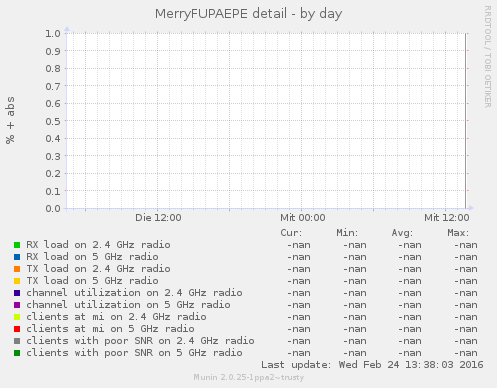 MerryFUPAEPE detail - by day
RRDTOOL / TOBI OETIKER
% + abs
1.0
0.9
0.8
0.7
0.6
0.5
0.4
0.3
0.2
0.1
0.0
Die 12:00 Mit 00:00 Mit 12:00
Cur: Min: Avg: Max:
RX load on 2.4 GHz radio -nan -nan -nan -nan
RX load on 5 GHz radio -nan -nan -nan -nan
TX load on 2.4 GHz radio -nan -nan -nan -nan
TX load on 5 GHz radio -nan -nan -nan -nan
channel utilization on 2.4 GHz radio -nan -nan -nan -nan
channel utilization on 5 GHz radio -nan -nan -nan -nan
clients at mi on 2.4 GHz radio -nan -nan -nan -nan
clients at mi on 5 GHz radio -nan -nan -nan -nan
clients with poor SNR on 2.4 GHz radio -nan -nan -nan -nan
clients with poor SNR on 5 GHz radio -nan -nan -nan -nan
Last update: Wed Feb 24 13:38:03 2016
Munin 2.0.25-1ppa2~trusty